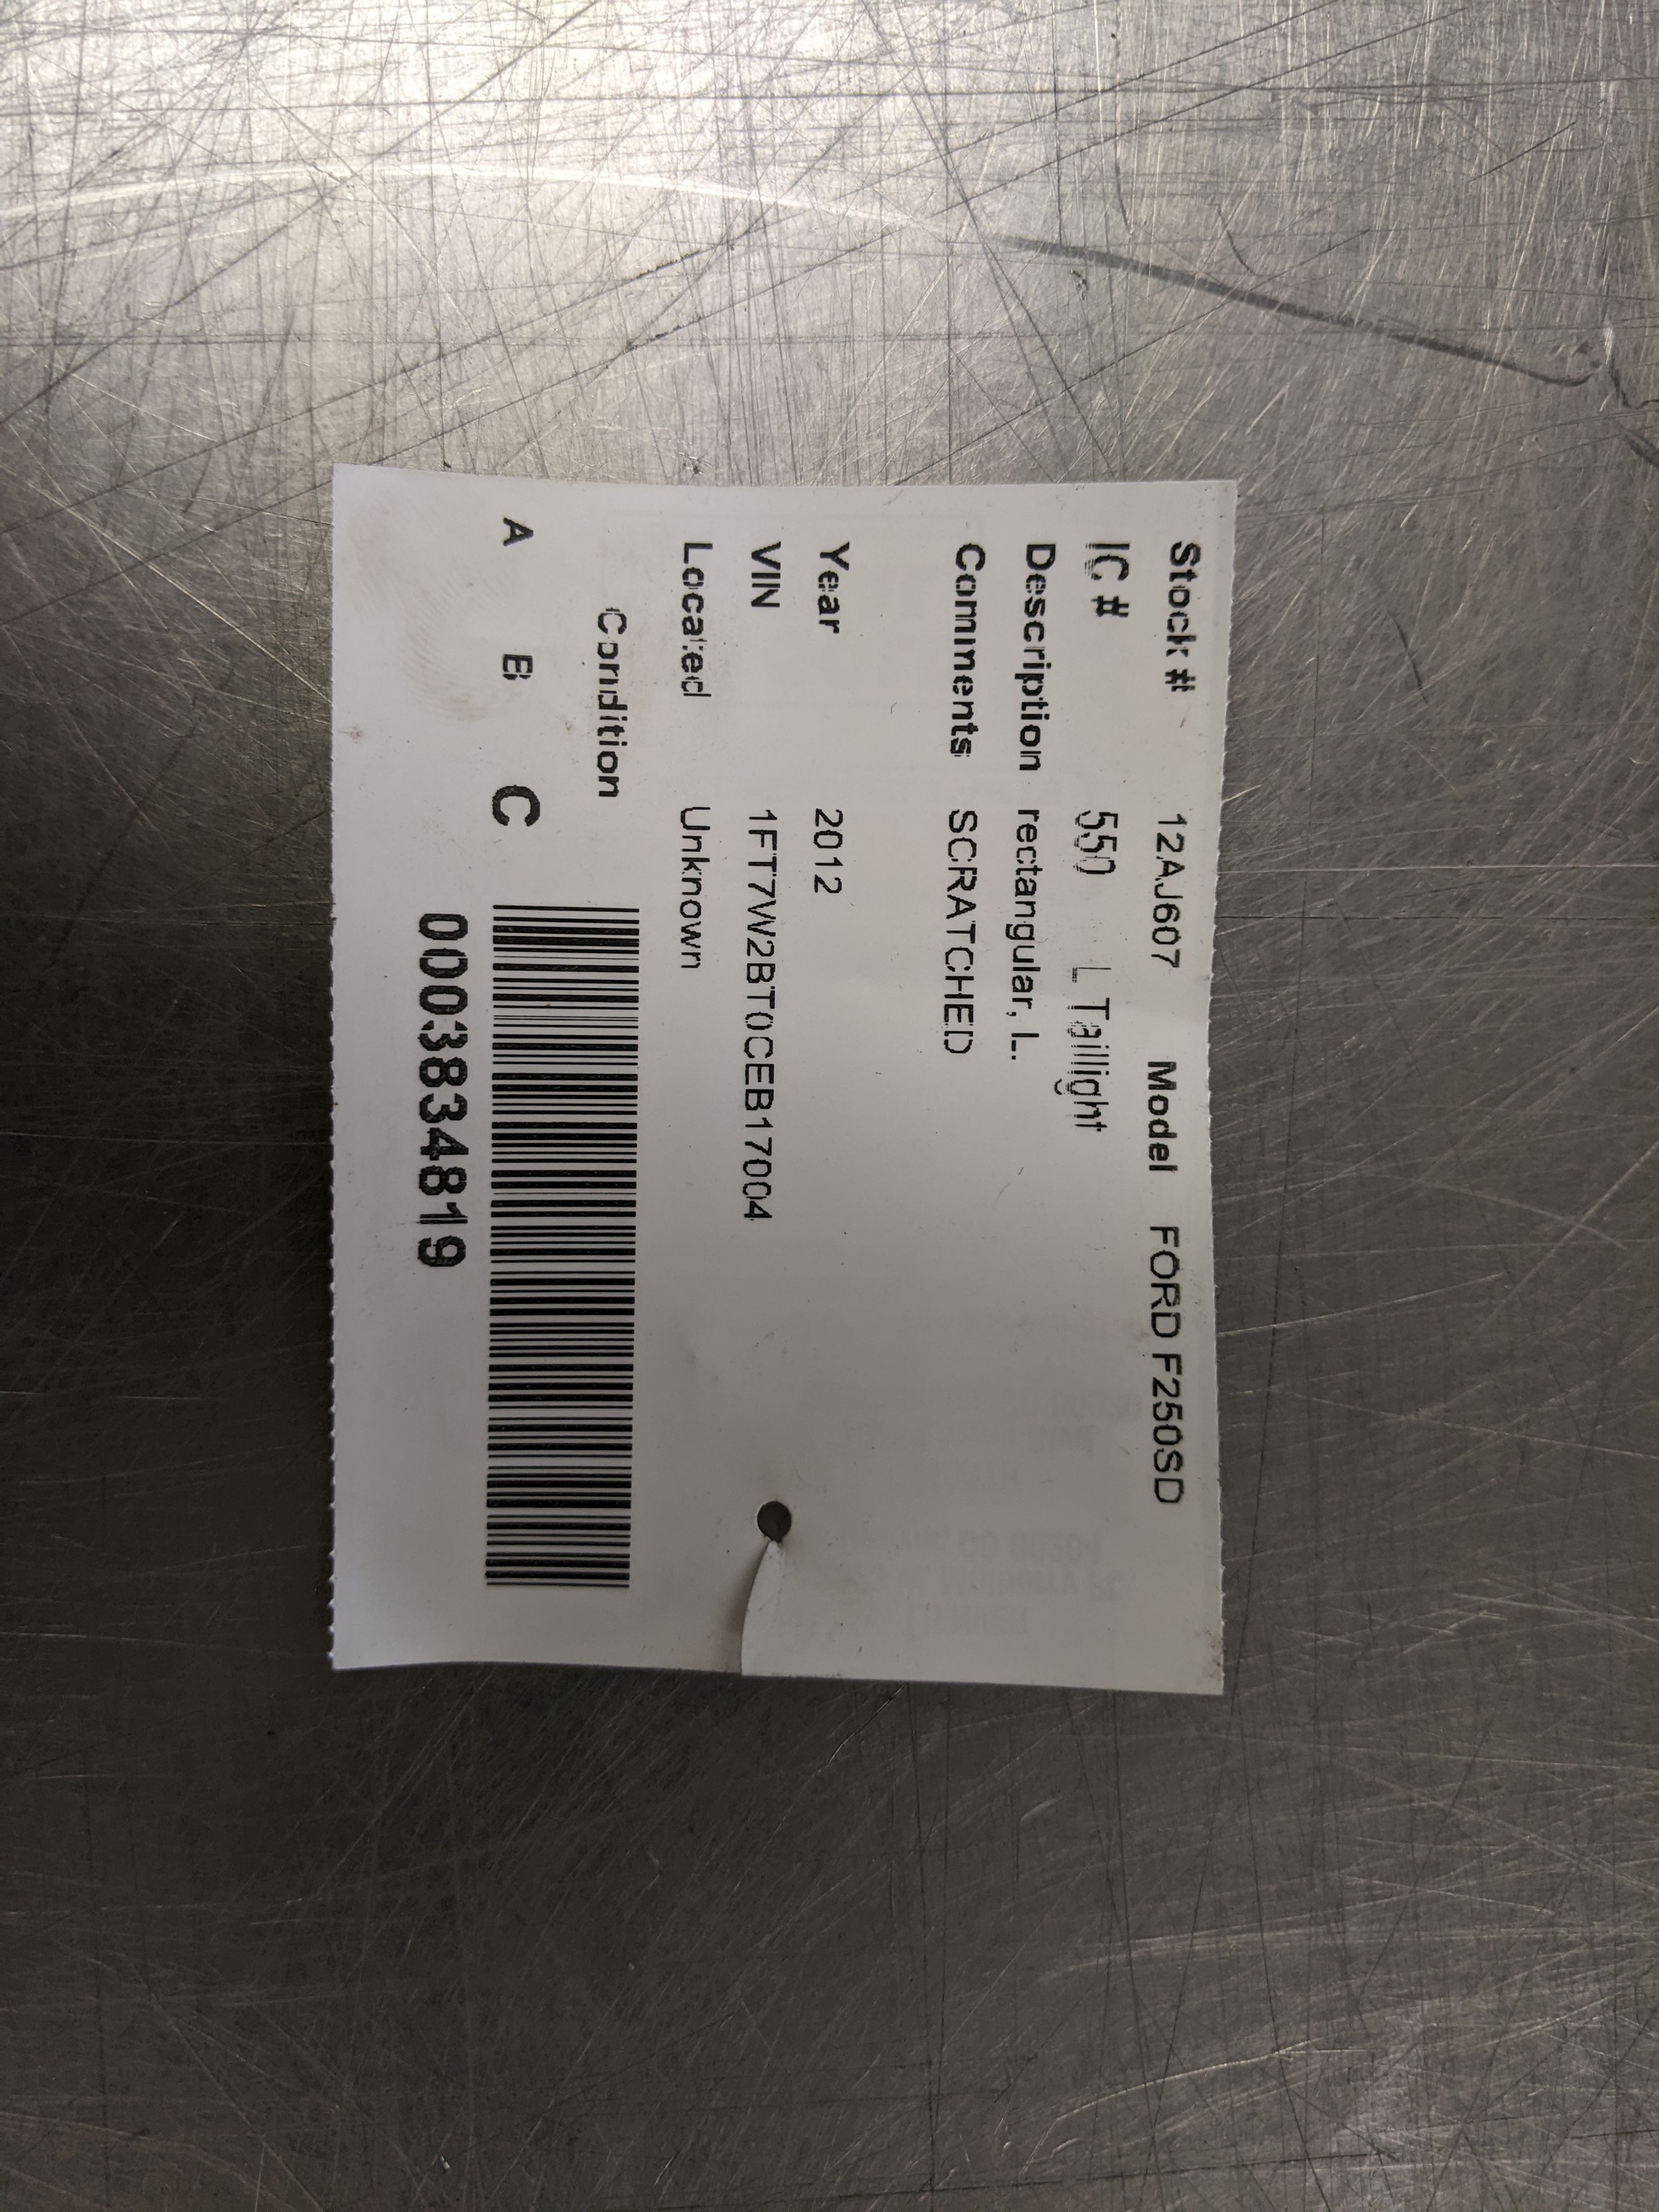 Stock # 12AJ607 Model FORD F250SD
IC # 550 L Taillight
Description rectangular, L.
Comments SCRATCHED
Year 2012
VIN 1FT7W2BT0CEB17004
Located Unknown
Condition
A B C
0003834819